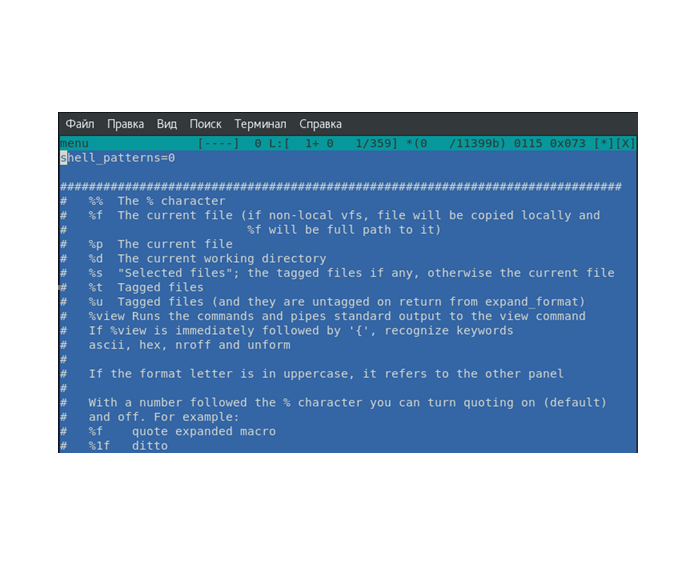 Файл Правка Вид Поиск Терминал Справка
menu [----] 0 L:[ 1+ 0 1/359] *(0 /11399b) 0115 0x073 [*][X]
shell_patterns=0
##############################################################################
# %% The % character
# %f The current file (if non-local vfs, file will be copied locally and
# %f will be full path to it)
# %p The current file
# %d The current working directory
# %s "Selected files"; the tagged files if any, otherwise the current file
# %t Tagged files
# %u Tagged files (and they are untagged on return from expand_format)
# %view Runs the commands and pipes standard output to the view command
# If %view is immediately followed by '{', recognize keywords
# ascii, hex, nroff and unform
#
# If the format letter is in uppercase, it refers to the other panel
#
# With a number followed the % character you can turn quoting on (default)
# and off. For example:
# %f quote expanded macro
# %1f ditto